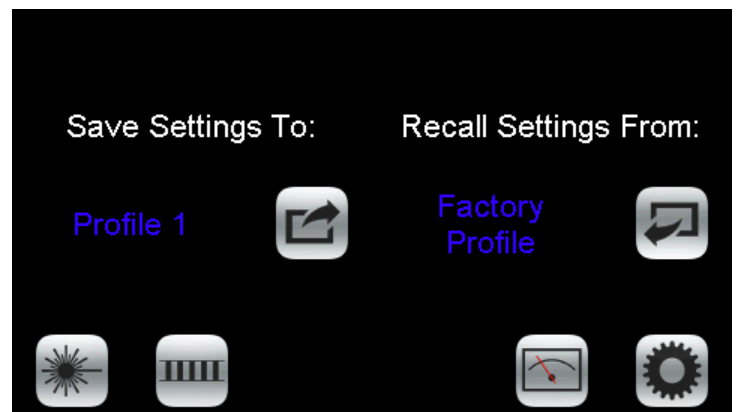 Save Settings To:
Recall Settings From:
Profile 1
Factory
Profile